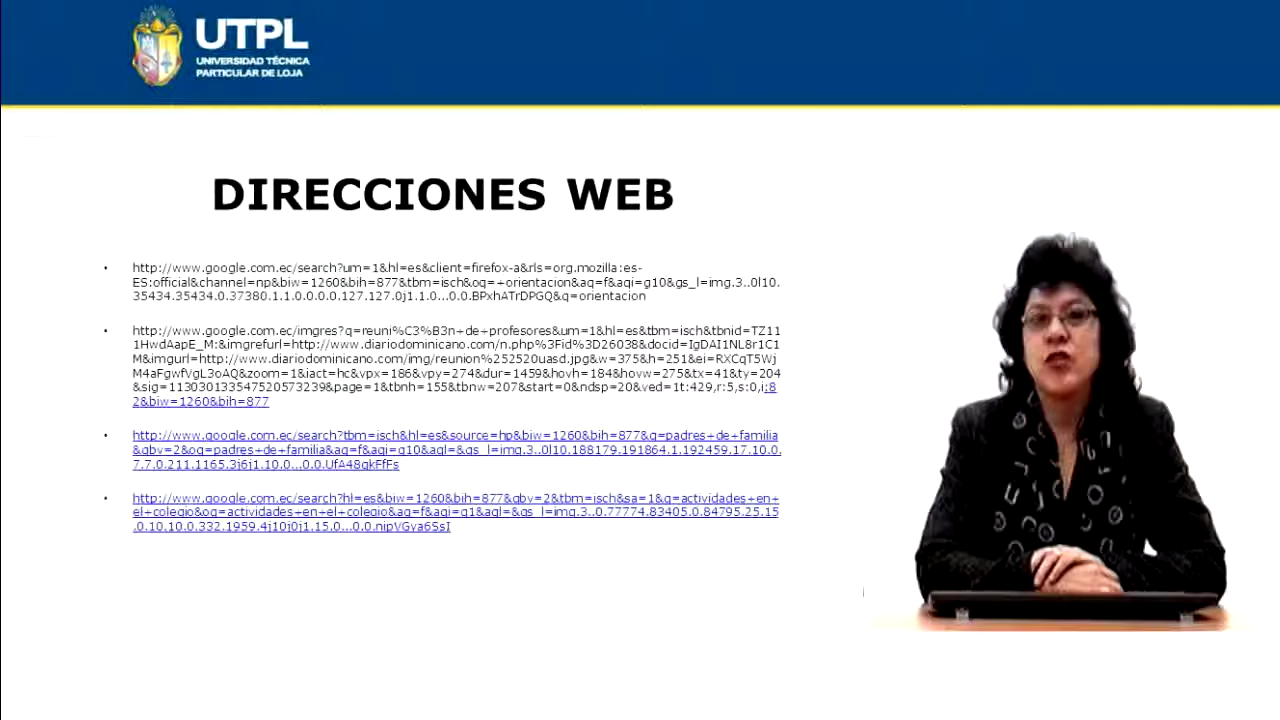 UTPL
UNIVERSIDAD TÉCNICA
PARTICULAR DE LOJA
DIRECCIONES WEB
• http://www.google.com.ec/search?um=1&hl=es&client=firefox-a&rls=org.mozilla:es-
ES:official&channel=np&biw=1260&bih=877&tbm=isch&oq=+orientacion&aq=f&aqi=g10&gs_l=img.3..0l10.
35434.35434.0.37380.1.1.0.0.0.0.127.127.0j1.1.0...0.0.BPxhATrDPGQ&q=orientacion
• http://www.google.com.ec/imgres?q=reuni%C3%B3n+de+profesores&um=1&hl=es&tbm=isch&tbnid=TZ11
1HwdAapE_M:&imgrefurl=http://www.diariodominicano.com/n.php%3Fid%3D26038&docid=IgDAI1NL8r1C1
M&imgurl=http://www.diariodominicano.com/img/reunion%252520uasd.jpg&w=375&h=251&ei=RXCqT5Wj
M4aFgwfVgL3oAQ&zoom=1&iact=hc&vpx=186&vpy=274&dur=1459&hovh=184&hovw=275&tx=41&ty=204
&sig=113030133547520573239&page=1&tbnh=155&tbnw=207&start=0&ndsp=20&ved=1t:429,r:5,s:0,i:8
2&biw=1260&bih=877
• http://www.google.com.ec/search?tbm=isch&hl=es&source=hp&biw=1260&bih=877&q=padres+de+familia
&gbv=2&oq=padres+de+familia&aq=f&aqi=g10&aql=&gs_l=img.3..0l10.188179.191864.1.192459.17.10.0.
7.7.0.211.1165.3j6j1.10.0...0.0.UfA48gkFfFs
• http://www.google.com.ec/search?hl=es&biw=1260&bih=877&gbv=2&tbm=isch&sa=1&q=actividades+en+
el+colegio&oq=actividades+en+el+colegio&aq=f&aqi=g1&aql=&gs_l=img.3..0.77774.83405.0.84795.25.15
.0.10.10.0.332.1959.4j10j0j1.15.0...0.0.nipVGya6SsI